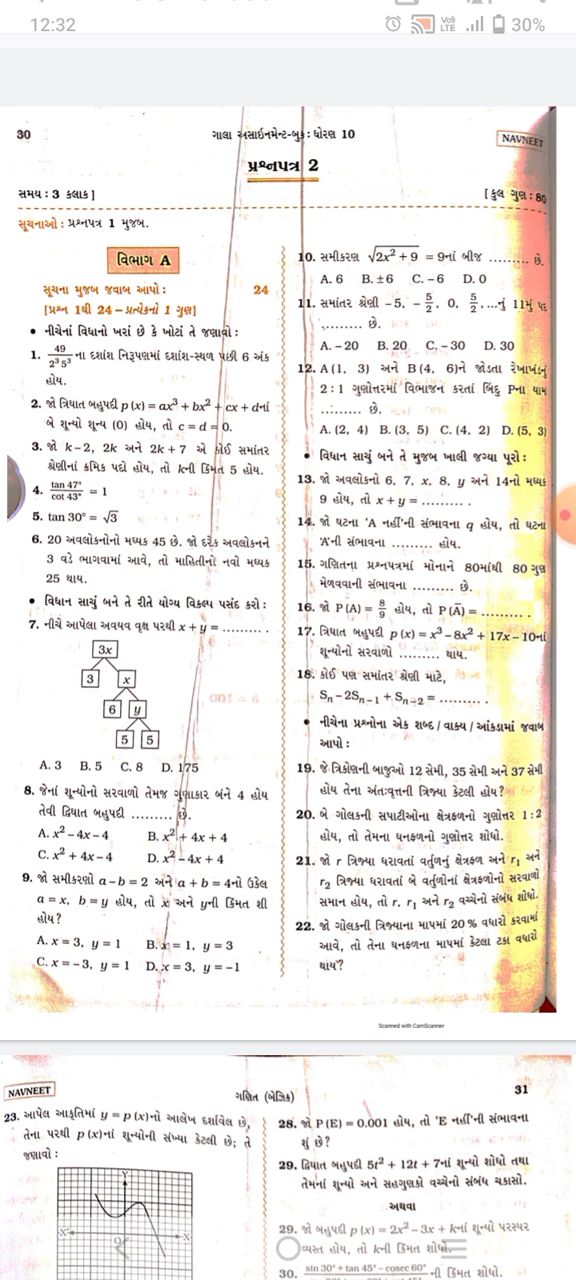 12:32
Vo))
LTE
30%
30
ગાલા અસાઇનમેન્ટ-બુક : ધોરણ 10
NAVNEET
પ્રશ્નપત્ર 2
સમય : 3 કલાક ]
[ કુલ ગુણ : 80
સૂચનાઓ : પ્રશ્નપત્ર 1 મુજબ.
વિભાગ A
સૂચના મુજબ જવાબ આપો : 24
[પ્રશ્ન 1થી 24 – પ્રત્યેકનો 1 ગુણ]
• નીચેનાં વિધાનો ખરાં છે કે ખોટાં તે જણાવો :
1. 49/2³5³ ના દશાંશ નિરૂપણમાં દશાંશ-સ્થળ પછી 6 અંક
હોય.
2. જો ત્રિઘાત બહુપદી p(x) = ax³ + bx² + cx + dનાં
બે શૂન્યો શૂન્ય (0) હોય, તો c = d = 0.
3. જો k – 2, 2k અને 2k + 7 એ કોઈ સમાંતર
શ્રેણીનાં ક્રમિક પદો હોય, તો kની કિંમત 5 હોય.
4. tan 47°/cot 43° = 1
5. tan 30° = √3
6. 20 અવલોકનોનો મધ્યક 45 છે. જો દરેક અવલોકનને
3 વડે ભાગવામાં આવે, તો માહિતીનો નવો મધ્યક
25 થાય.
• વિધાન સાચું બને તે રીતે યોગ્ય વિકલ્પ પસંદ કરો :
7. નીચે આપેલા અવયવ વૃક્ષ પરથી x + y = .........
3x
3 x
6 y
5 5
A. 3 B. 5 C. 8 D. 175
8. જેનાં શૂન્યોનો સરવાળો તેમજ ગુણાકાર બંને 4 હોય
તેવી દ્વિઘાત બહુપદી ......... છે.
A. x² – 4x – 4 B. x² + 4x + 4
C. x² + 4x – 4 D. x² – 4x + 4
9. જો સમીકરણો a – b = 2 અને a + b = 4નો ઉકેલ
a = x, b = y હોય, તો x અને yની કિંમત શી
હોય?
A. x = 3, y = 1 B. x = 1, y = 3
C. x = – 3, y = 1 D. x = 3, y = – 1
10. સમીકરણ √2x² + 9 = 9નાં બીજ ......... છે.
A. 6 B. ±6 C. – 6 D. 0
11. સમાંતર શ્રેણી – 5, – 5/2, 0, 5/2, ...નું 11મું પદ
......... છે.
A. – 20 B. 20 C. – 30 D. 30
12. A (1, 3) અને B (4, 6)ને જોડતા રેખાખંડનું
2 : 1 ગુણોત્તરમાં વિભાજન કરતાં બિંદુ Pના યામ
......... છે.
A. (2, 4) B. (3, 5) C. (4, 2) D. (5, 3)
• વિધાન સાચું બને તે મુજબ ખાલી જગ્યા પૂરો :
13. જો અવલોકનો 6, 7, x, 8, y અને 14નો મધ્યક
9 હોય, તો x + y = .........
14. જો ઘટના 'A નહીં'ની સંભાવના q હોય, તો ઘટના
'A'ની સંભાવના ......... હોય.
15. ગણિતના પ્રશ્નપત્રમાં મોનાને 80માંથી 80 ગુણ
મેળવવાની સંભાવના ......... છે.
16. જો P(A) = 8/9 હોય, તો P(Ā) = .........
17. ત્રિઘાત બહુપદી p(x) = x³ – 8x² + 17x – 10નાં
શૂન્યોનો સરવાળો ......... થાય.
18. કોઈ પણ સમાંતર શ્રેણી માટે,
Sₙ – 2Sₙ₋₁ + Sₙ₋₂ = .........
• નીચેના પ્રશ્નોના એક શબ્દ / વાક્ય / આંકડામાં જવાબ
આપો :
19. જે ત્રિકોણની બાજુઓ 12 સેમી, 35 સેમી અને 37 સેમી
હોય તેના અંતઃવૃત્તની ત્રિજ્યા કેટલી હોય?
20. બે ગોલકની સપાટીઓના ક્ષેત્રફળનો ગુણોત્તર 1 : 2
હોય, તો તેમના ઘનફળનો ગુણોત્તર શોધો.
21. જો r ત્રિજ્યા ધરાવતાં વર્તુળનું ક્ષેત્રફળ અને r₁ અને
r₂ ત્રિજ્યા ધરાવતાં બે વર્તુળોનાં ક્ષેત્રફળોનો સરવાળો
સમાન હોય, તો r, r₁ અને r₂ વચ્ચેનો સંબંધ શોધો.
22. જો ગોલકની ત્રિજ્યાના માપમાં 20 % વધારો કરવામાં
આવે, તો તેના ઘનફળના માપમાં કેટલા ટકા વધારો
થાય?
Scanned with CamScanner
NAVNEET
ગણિત (બેઝિક)
31
23. આપેલ આકૃતિમાં y = p (x)નો આલેખ દર્શાવેલ છે,
તેના પરથી p(x)નાં શૂન્યોની સંખ્યા કેટલી છે; તે
જણાવો :
Y
X'
O
X
28. જો P(E) = 0.001 હોય, તો 'E નહીં'ની સંભાવના
શું છે?
29. દ્વિઘાત બહુપદી 5t² + 12t + 7નાં શૂન્યો શોધો તથા
તેમનાં શૂન્યો અને સહગુણકો વચ્ચેનો સંબંધ ચકાસો.
અથવા
29. જો બહુપદી p (x) = 2x² – 3x + kનાં શૂન્યો પરસ્પર
વ્યસ્ત હોય, તો kની કિંમત શોધો.
30. sin 30° + tan 45° – cosec 60° ની કિંમત શોધો.